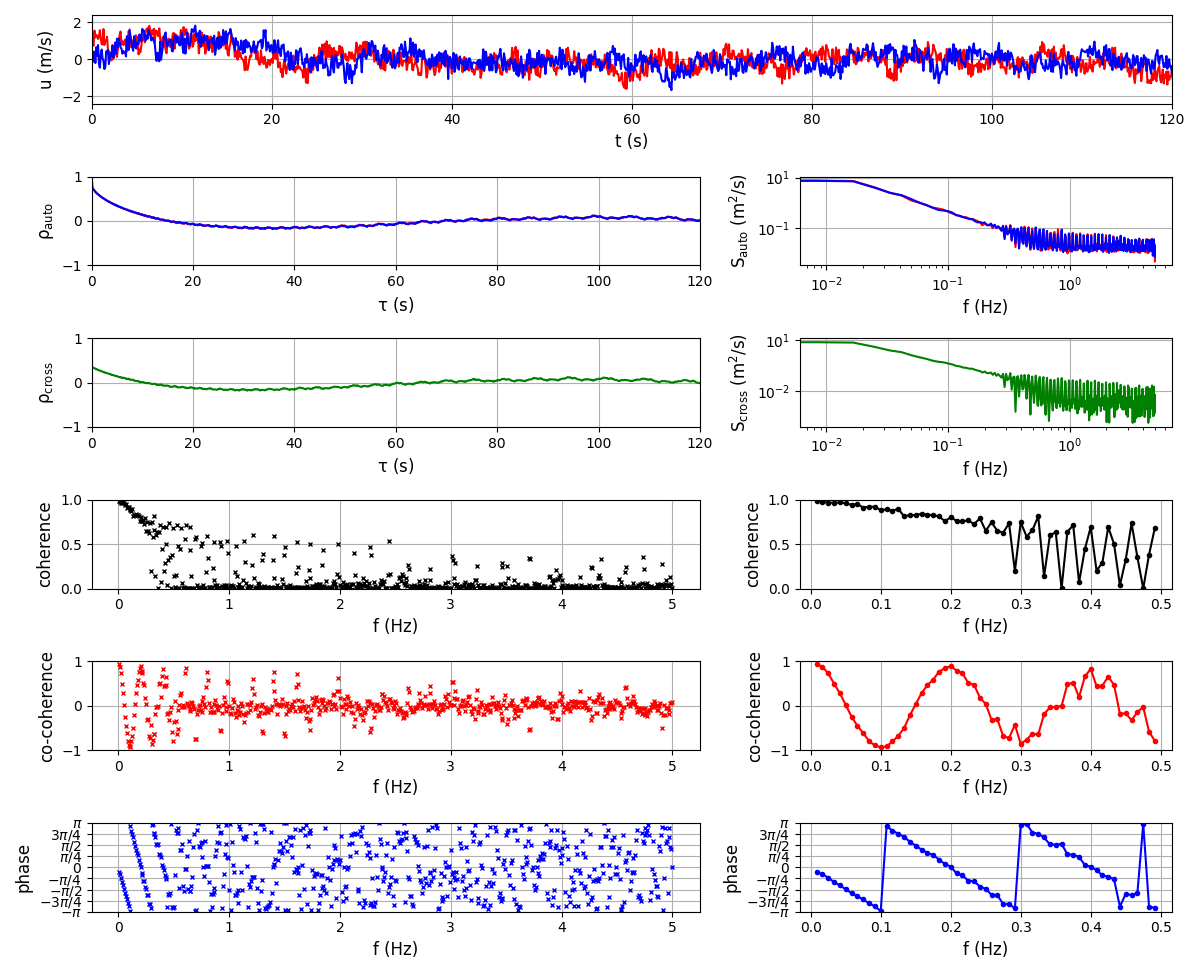 u (m/s)
2
0
−2
0 20 40 60 80 100 120
t (s)
ρauto
1
0
−1
0 20 40 60 80 100 120
τ (s)
Sauto (m²/s)
10¹
10⁻¹
10⁻² 10⁻¹ 10⁰
f (Hz)
ρcross
1
0
−1
0 20 40 60 80 100 120
τ (s)
Scross (m²/s)
10¹
10⁻²
10⁻² 10⁻¹ 10⁰
f (Hz)
coherence
1.0
0.5
0.0
0 1 2 3 4 5
f (Hz)
coherence
1.0
0.5
0.0
0.0 0.1 0.2 0.3 0.4 0.5
f (Hz)
co-coherence
1
0
−1
0 1 2 3 4 5
f (Hz)
co-coherence
1
0
−1
0.0 0.1 0.2 0.3 0.4 0.5
f (Hz)
phase
π
3π/4
π/2
π/4
0
−π/4
−π/2
−3π/4
−π
0 1 2 3 4 5
f (Hz)
phase
π
3π/4
π/2
π/4
0
−π/4
−π/2
−3π/4
−π
0.0 0.1 0.2 0.3 0.4 0.5
f (Hz)